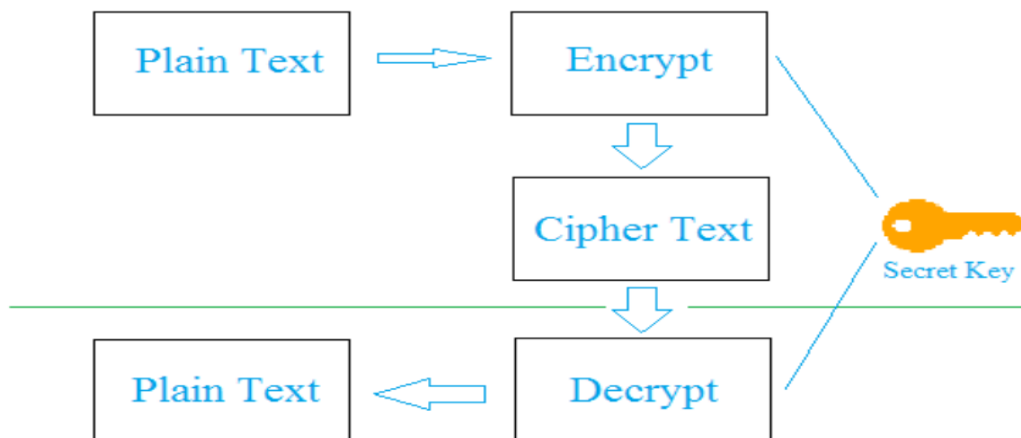 Plain Text
Encrypt
Cipher Text
Secret Key
Plain Text
Decrypt